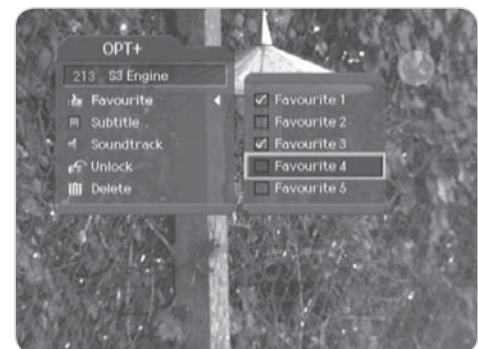 OPT+
213 S3 Engine
Favourite
Subtitle
Soundtrack
Unlock
Delete
Favourite 1
Favourite 2
Favourite 3
Favourite 4
Favourite 5